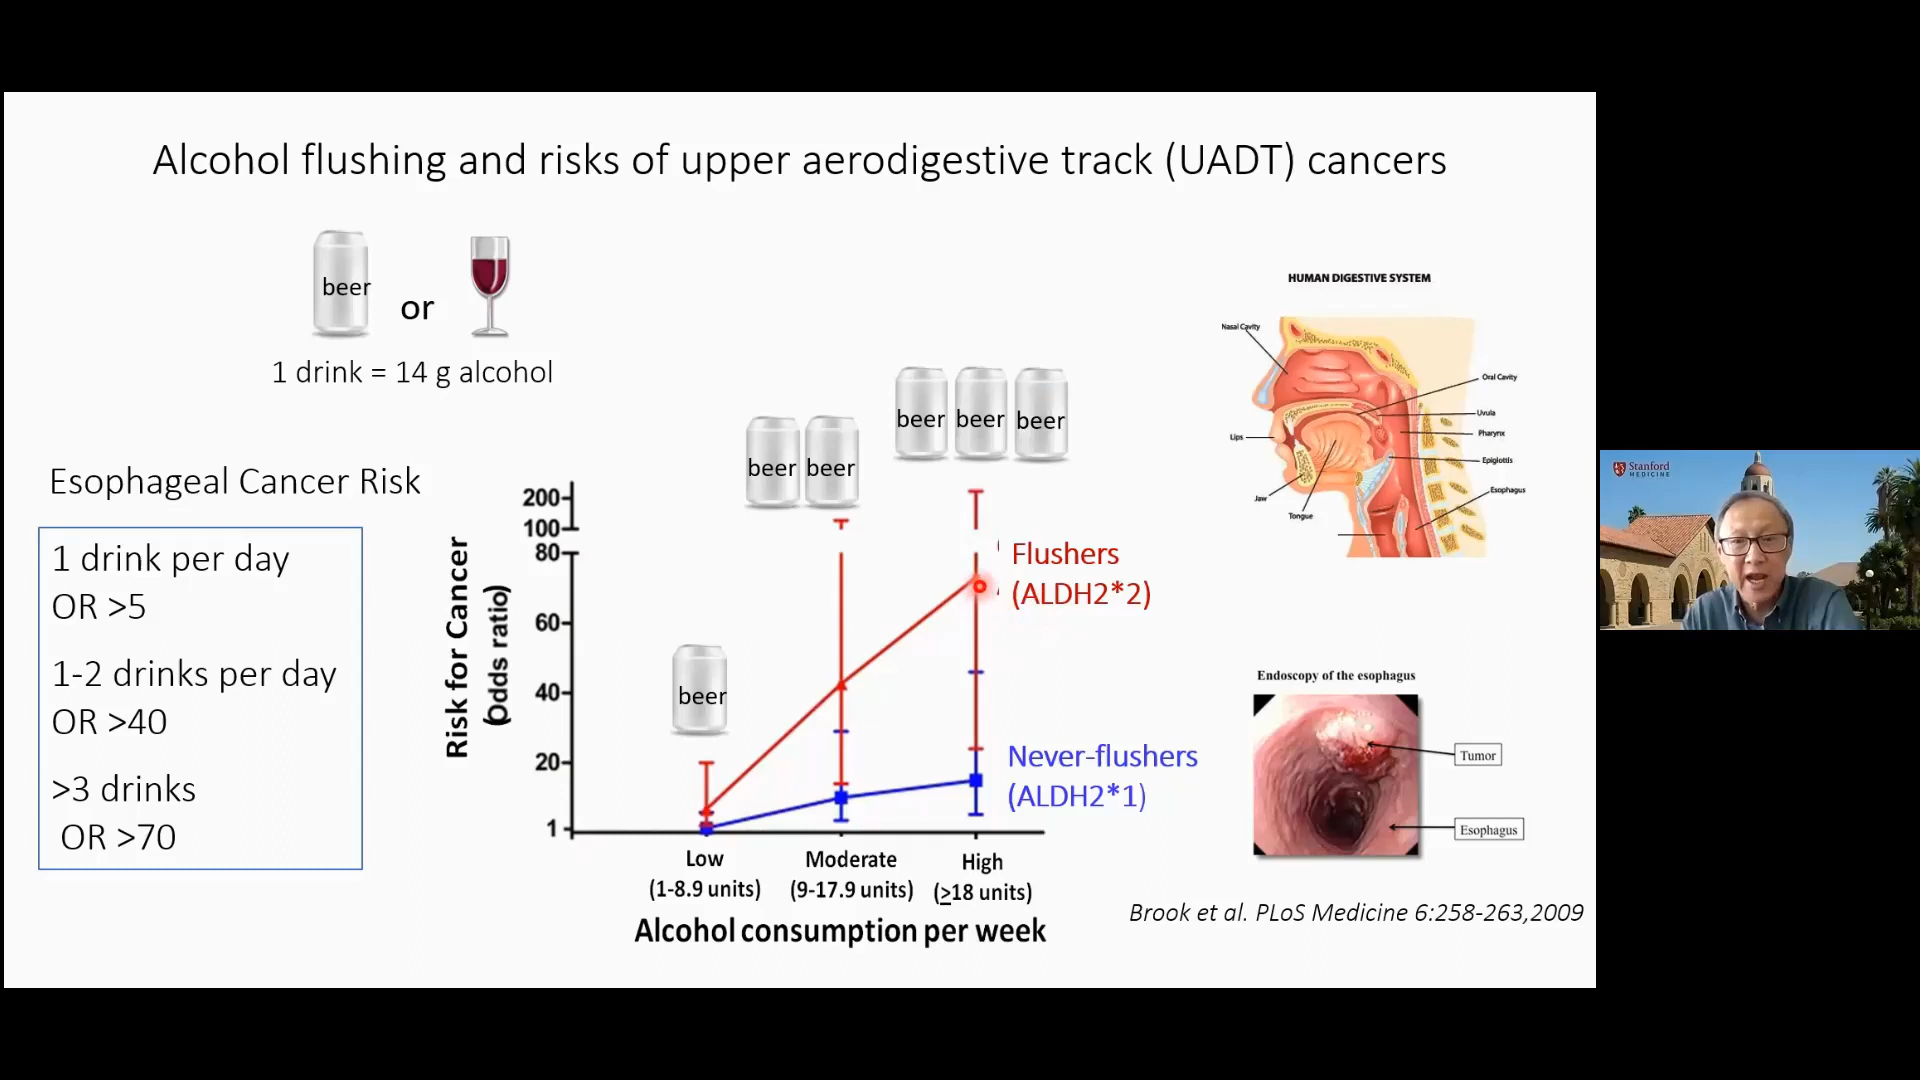 Alcohol flushing and risks of upper aerodigestive track (UADT) cancers
beer
or
1 drink = 14 g alcohol
Esophageal Cancer Risk
1 drink per day
OR >5
1-2 drinks per day
OR >40
>3 drinks
OR >70
Risk for Cancer
(odds ratio)
200
100
80
60
40
20
1
beer
beer beer
beer beer beer
Flushers
(ALDH2*2)
Never-flushers
(ALDH2*1)
Low
(1-8.9 units)
Moderate
(9-17.9 units)
High
(≥18 units)
Alcohol consumption per week
HUMAN DIGESTIVE SYSTEM
Nasal Cavity
Oral Cavity
Uvula
Pharynx
Lips
Epiglottis
Jaw
Esophagus
Tongue
Endoscopy of the esophagus
Tumor
Esophagus
Brook et al. PLoS Medicine 6:258-263,2009
Stanford
MEDICINE